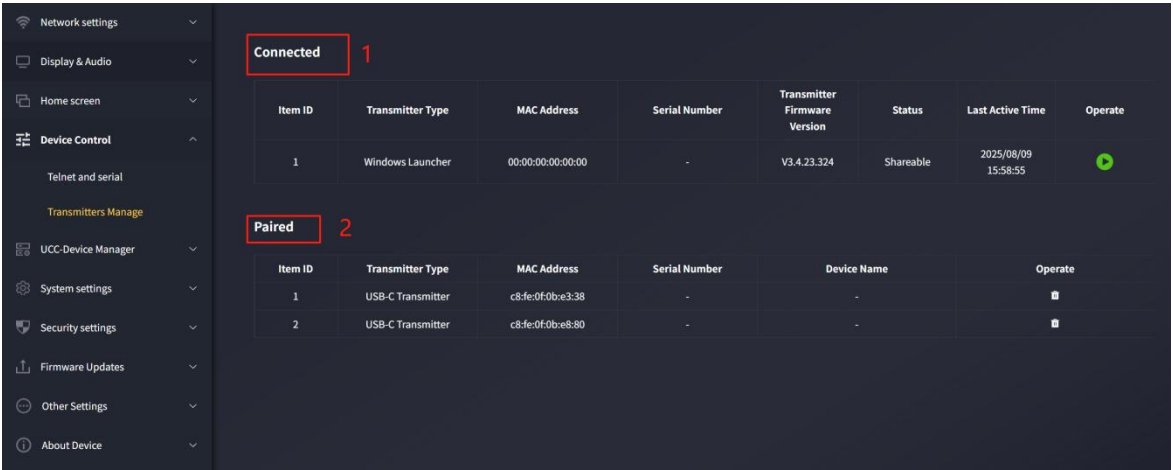 Network settings
Display & Audio
Home screen
Device Control
Telnet and serial
Transmitters Manage
UCC-Device Manager
System settings
Security settings
Firmware Updates
Other Settings
About Device
Connected 1
Item ID Transmitter Type MAC Address Serial Number Transmitter Firmware Version Status Last Active Time Operate
1 Windows Launcher 00:00:00:00:00:00 - V3.4.23.324 Shareable 2025/08/09 15:58:55
Paired 2
Item ID Transmitter Type MAC Address Serial Number Device Name Operate
1 USB-C Transmitter c8:fe:0f:0b:e3:38 - -
2 USB-C Transmitter c8:fe:0f:0b:e8:80 - -